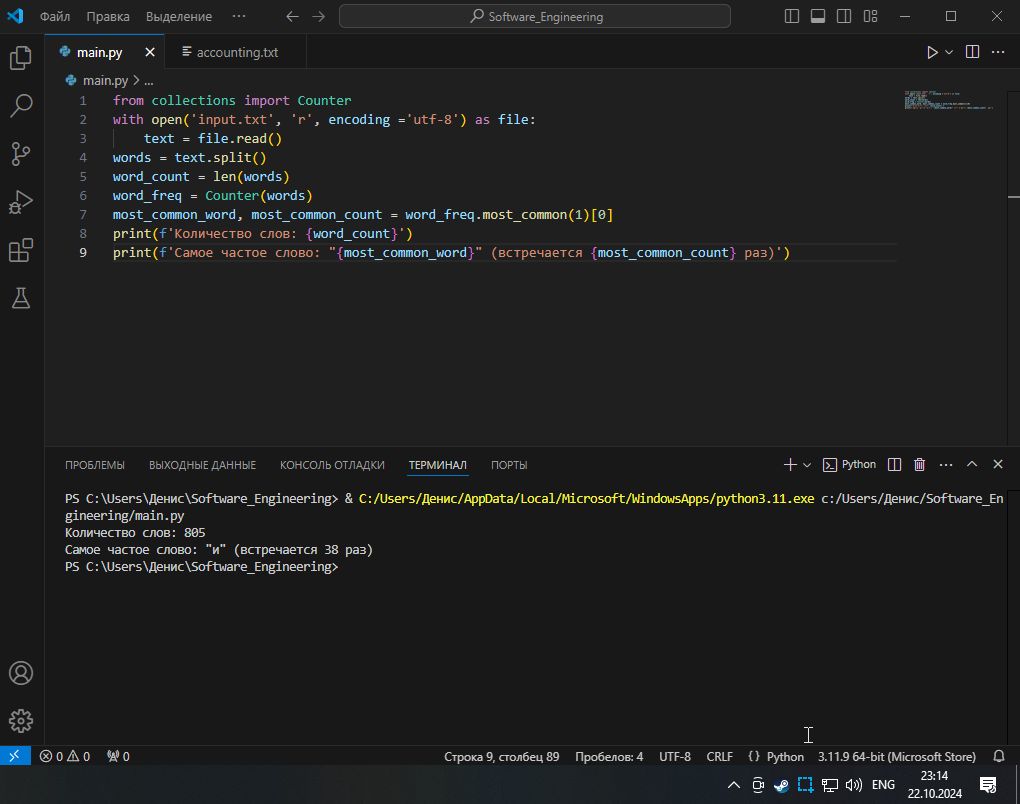 Файл Правка Выделение ··· Software_Engineering
main.py accounting.txt
main.py > ...
1 from collections import Counter
2 with open('input.txt', 'r', encoding ='utf-8') as file:
3     text = file.read()
4 words = text.split()
5 word_count = len(words)
6 word_freq = Counter(words)
7 most_common_word, most_common_count = word_freq.most_common(1)[0]
8 print(f'Количество слов: {word_count}')
9 print(f'Самое частое слово: "{most_common_word}" (встречается {most_common_count} раз)')
ПРОБЛЕМЫ ВЫХОДНЫЕ ДАННЫЕ КОНСОЛЬ ОТЛАДКИ ТЕРМИНАЛ ПОРТЫ Python
PS C:\Users\Денис\Software_Engineering> & C:/Users/Денис/AppData/Local/Microsoft/WindowsApps/python3.11.exe c:/Users/Денис/Software_En
gineering/main.py
Количество слов: 805
Самое частое слово: "и" (встречается 38 раз)
PS C:\Users\Денис\Software_Engineering>
0 0 0 Строка 9, столбец 89 Пробелов: 4 UTF-8 CRLF {} Python 3.11.9 64-bit (Microsoft Store)
ENG 23:14
22.10.2024